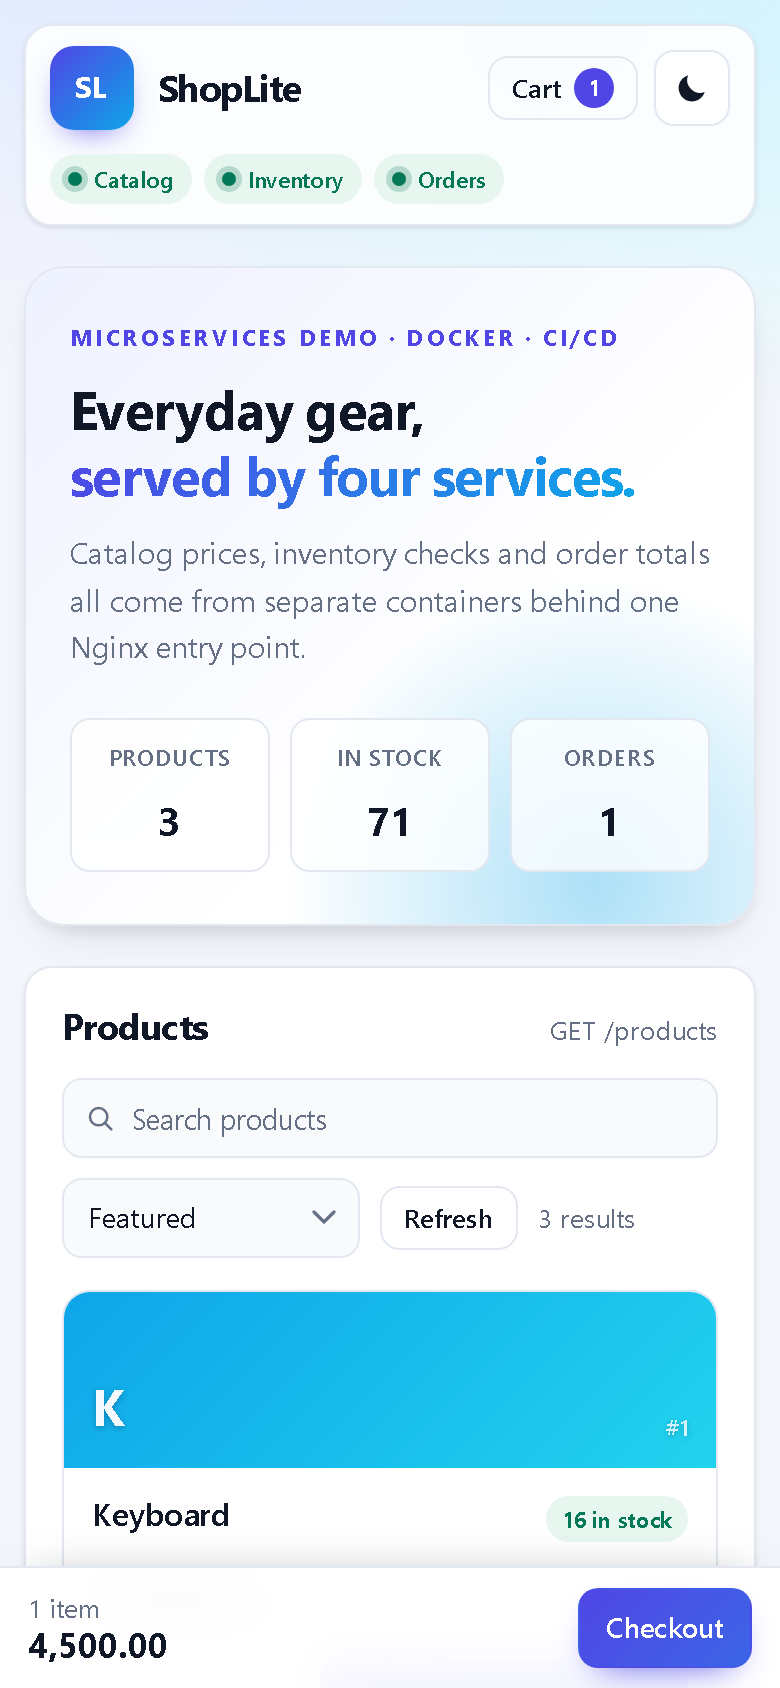 SL
ShopLite
Cart 1
Catalog
Inventory
Orders
MICROSERVICES DEMO · DOCKER · CI/CD
Everyday gear,
served by four services.
Catalog prices, inventory checks and order totals
all come from separate containers behind one
Nginx entry point.
PRODUCTS
3
IN STOCK
71
ORDERS
1
Products
GET /products
Search products
Featured
Refresh
3 results
K
#1
Keyboard
16 in stock
1 item
4,500.00
Checkout